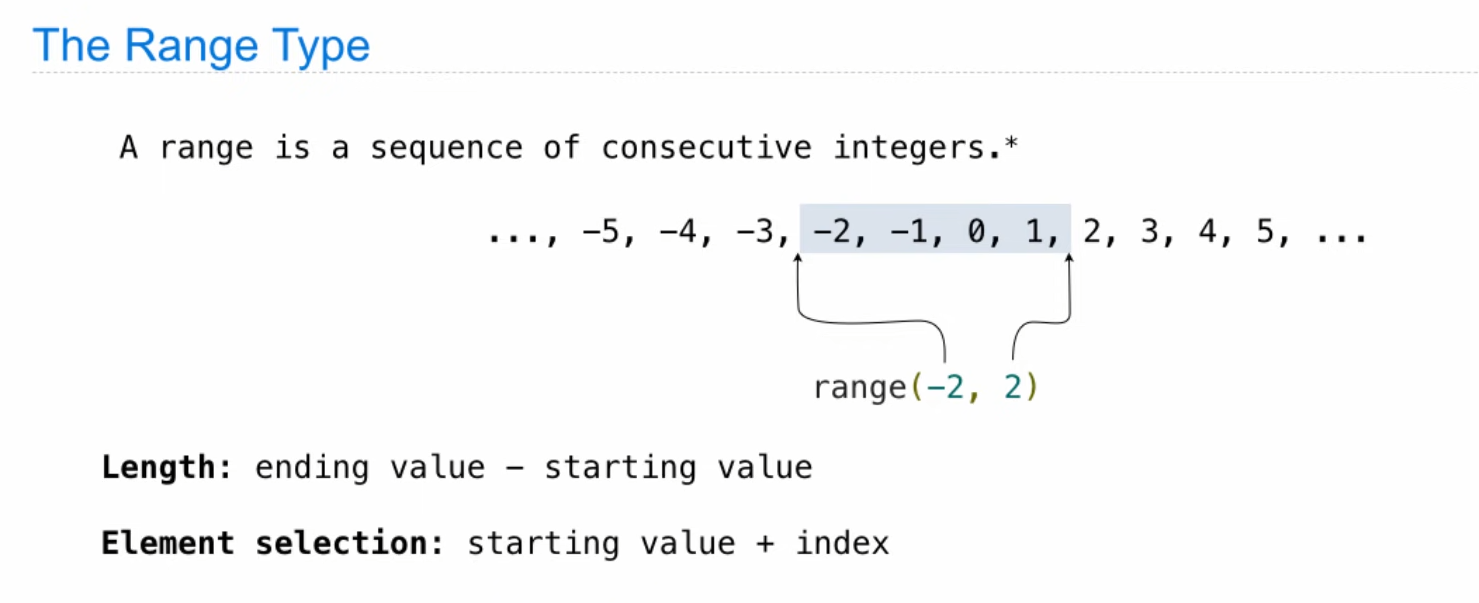 The Range Type
A range is a sequence of consecutive integers.*
..., −5, −4, −3, −2, −1, 0, 1, 2, 3, 4, 5, ...
range(−2, 2)
Length: ending value − starting value
Element selection: starting value + index